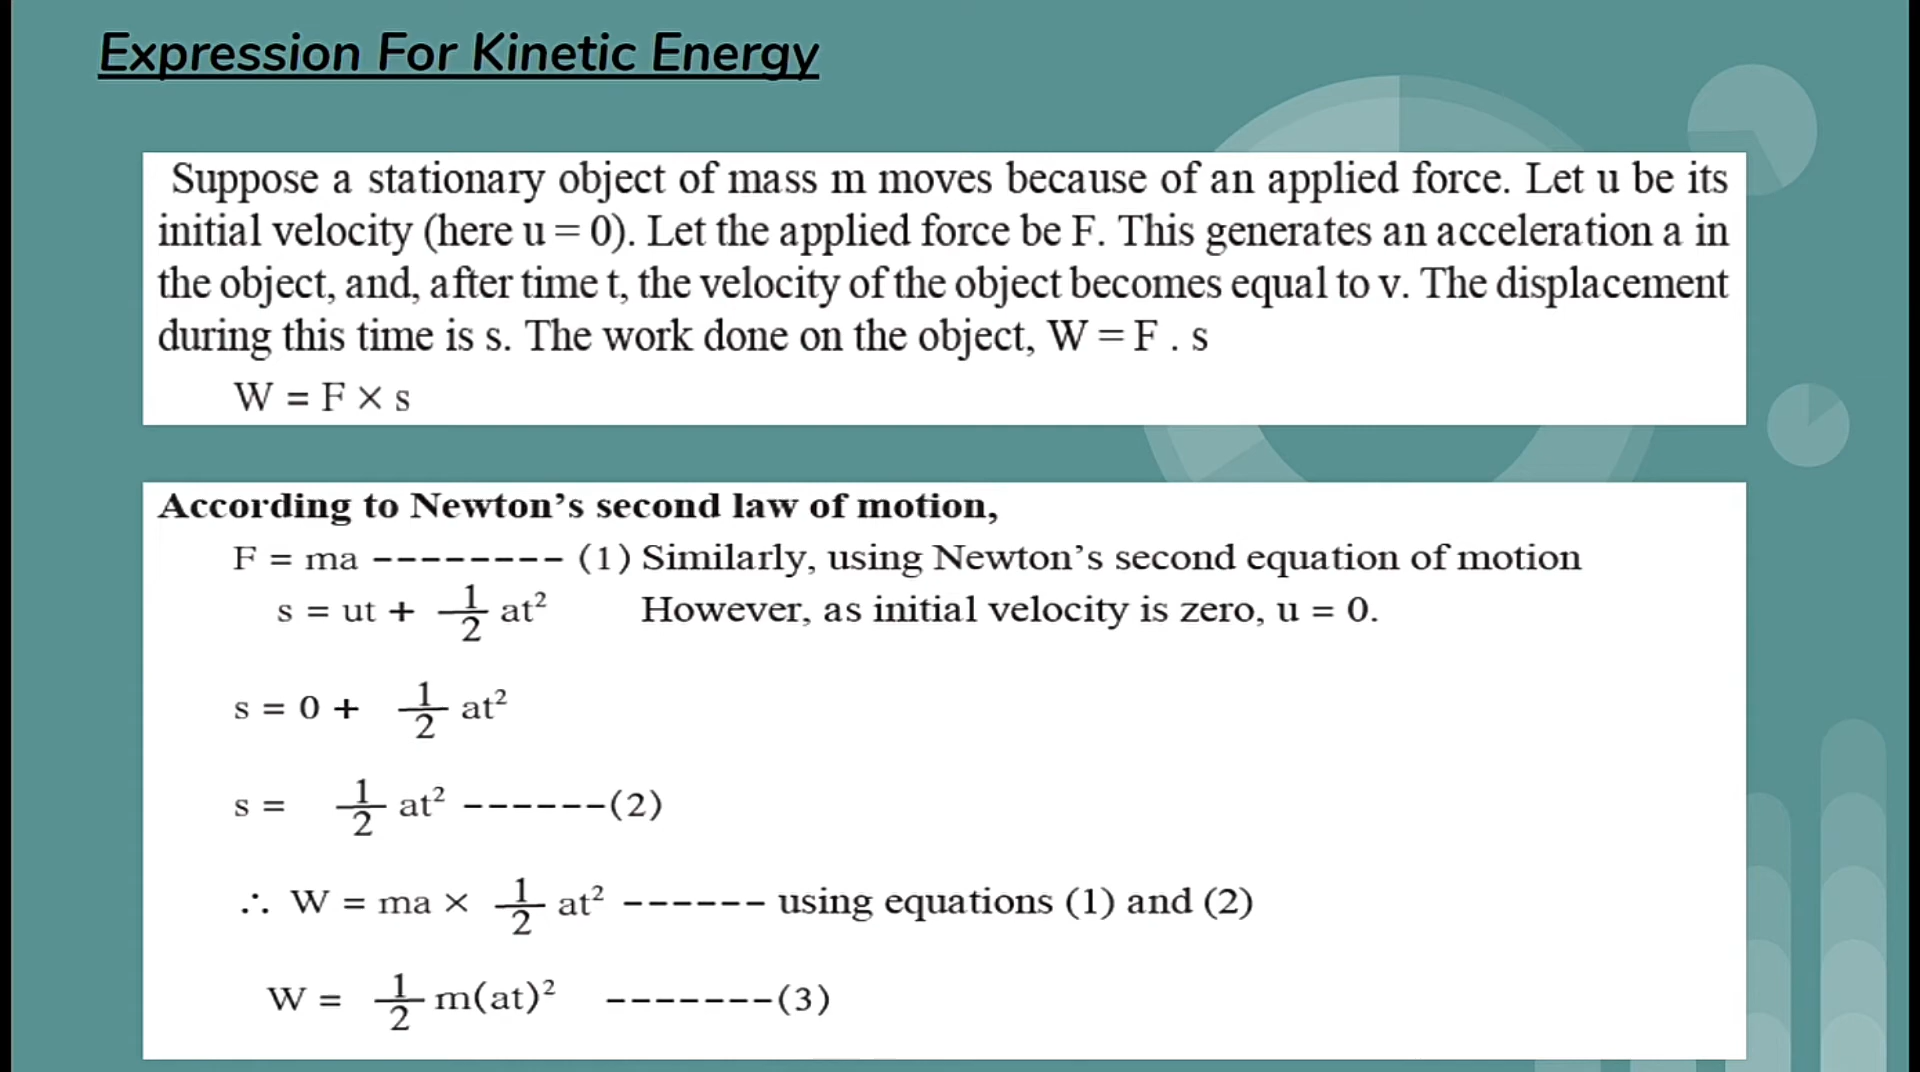 Expression For Kinetic Energy
Suppose a stationary object of mass m moves because of an applied force. Let u be its
initial velocity (here u = 0). Let the applied force be F. This generates an acceleration a in
the object, and, after time t, the velocity of the object becomes equal to v. The displacement
during this time is s. The work done on the object, W = F . s
W = F × s
According to Newton’s second law of motion,
F = ma -------- (1) Similarly, using Newton’s second equation of motion
s = ut + 1/2 at² However, as initial velocity is zero, u = 0.
s = 0 + 1/2 at²
s = 1/2 at² ------(2)
∴ W = ma × 1/2 at² ------ using equations (1) and (2)
W = 1/2 m(at)² -------(3)